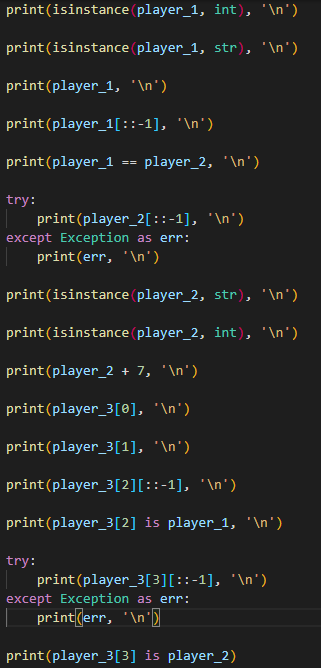 print(isinstance(player_1, int), '\n')
print(isinstance(player_1, str), '\n')
print(player_1, '\n')
print(player_1[::-1], '\n')
print(player_1 == player_2, '\n')
try:
    print(player_2[::-1], '\n')
except Exception as err:
    print(err, '\n')
print(isinstance(player_2, str), '\n')
print(isinstance(player_2, int), '\n')
print(player_2 + 7, '\n')
print(player_3[0], '\n')
print(player_3[1], '\n')
print(player_3[2][::-1], '\n')
print(player_3[2] is player_1, '\n')
try:
    print(player_3[3][::-1], '\n')
except Exception as err:
    print(err, '\n')
print(player_3[3] is player_2)